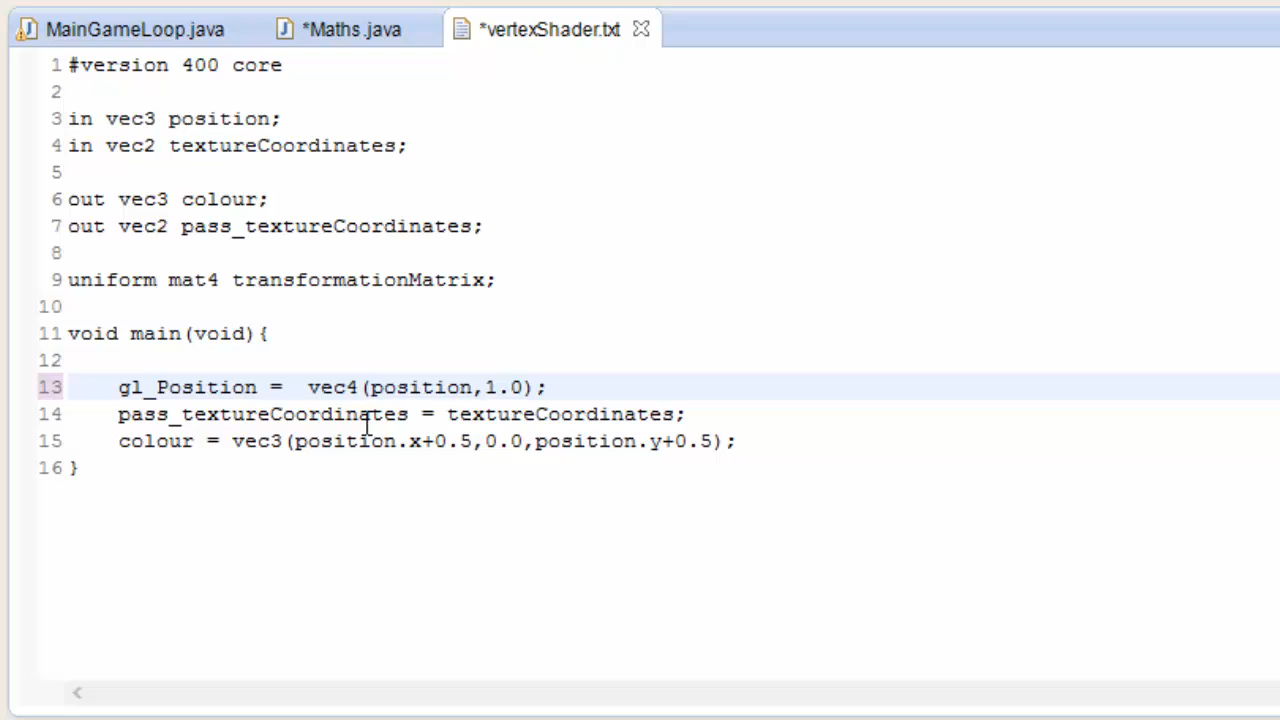 MainGameLoop.java *Maths.java *vertexShader.txt
1 #version 400 core
2
3 in vec3 position;
4 in vec2 textureCoordinates;
5
6 out vec3 colour;
7 out vec2 pass_textureCoordinates;
8
9 uniform mat4 transformationMatrix;
10
11 void main(void){
12
13     gl_Position =  vec4(position,1.0);
14     pass_textureCoordinates = textureCoordinates;
15     colour = vec3(position.x+0.5,0.0,position.y+0.5);
16 }